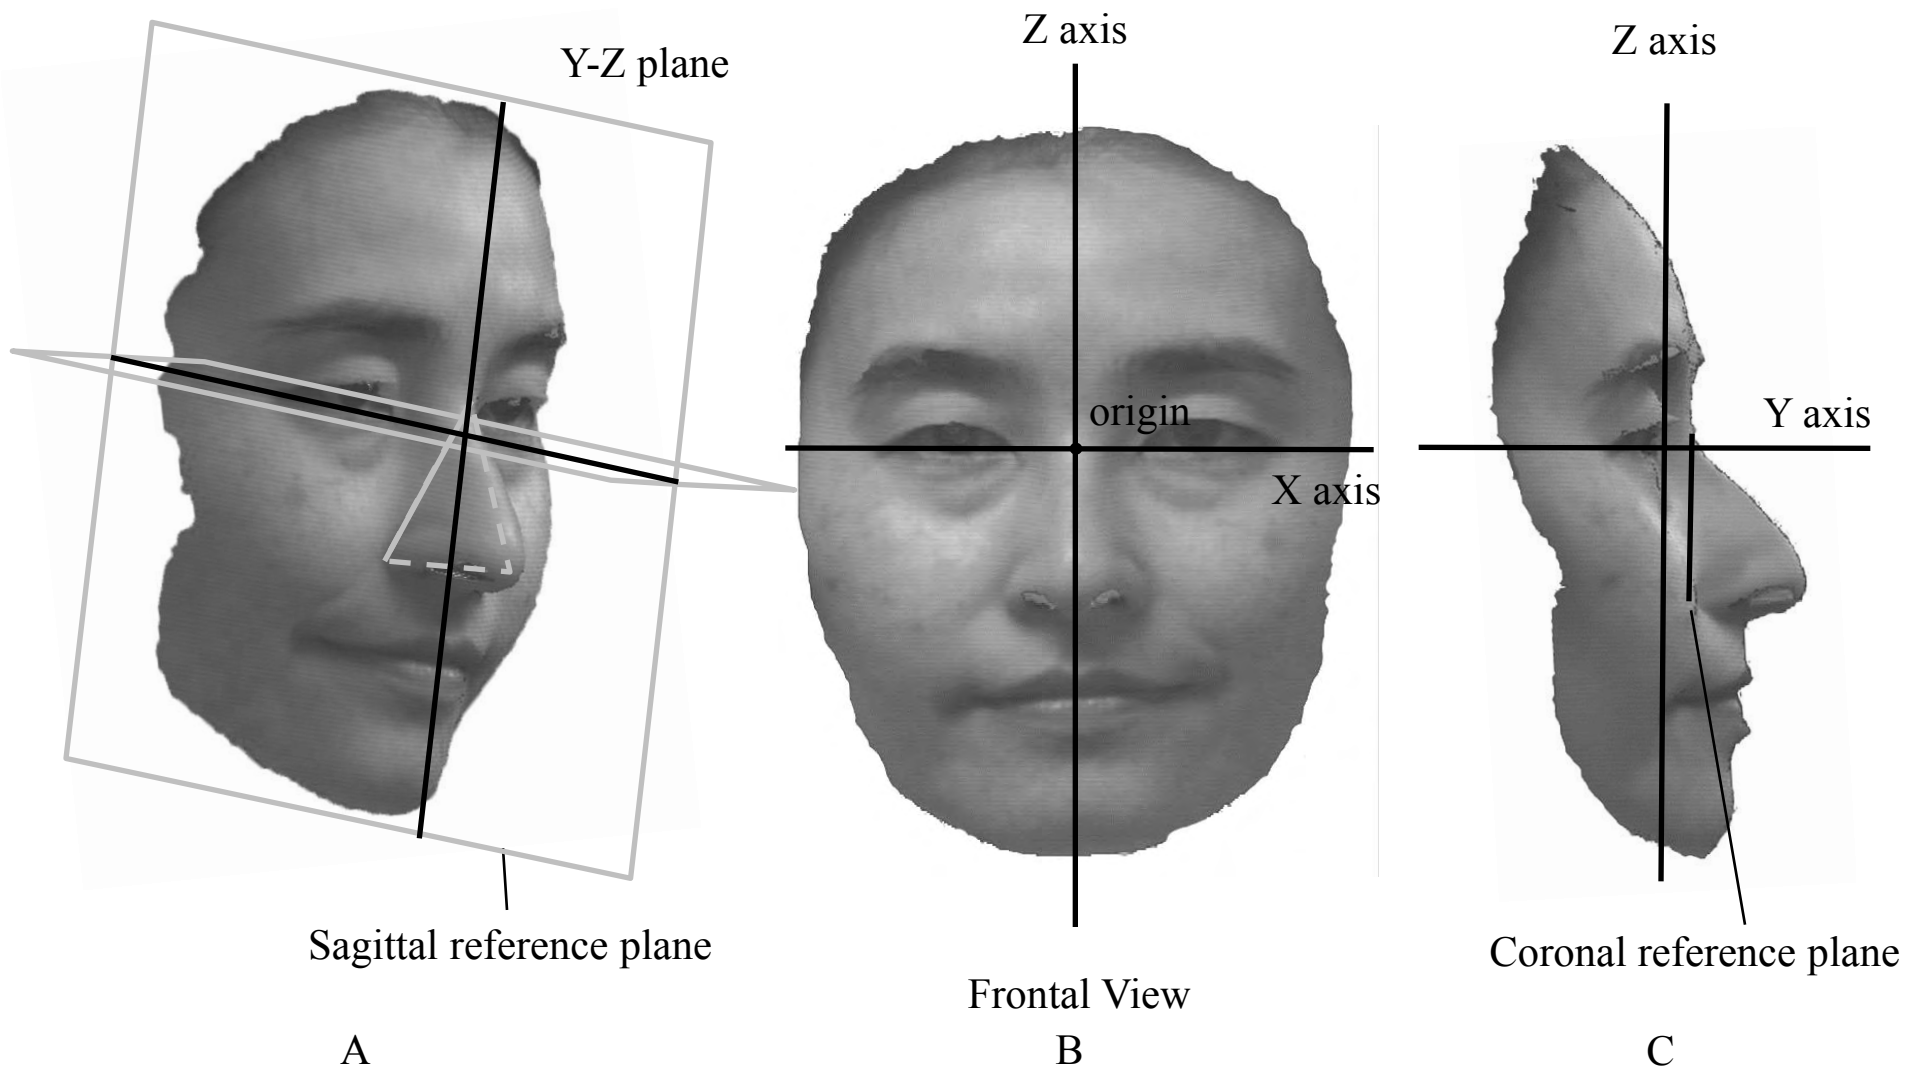 Y-Z plane
Sagittal reference plane
A
Z axis
origin
X axis
Frontal View
B
Z axis
Y axis
Coronal reference plane
C